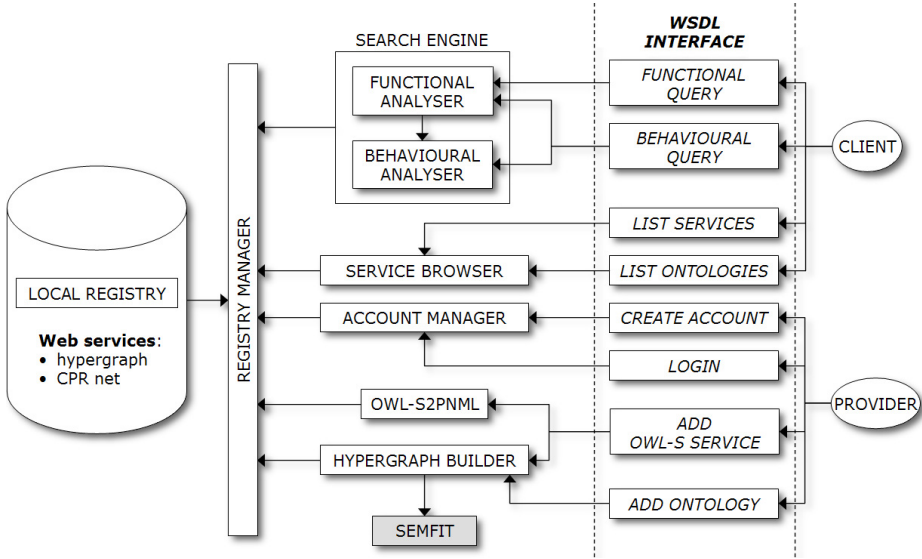 WSDL
INTERFACE
SEARCH ENGINE
FUNCTIONAL
ANALYSER
BEHAVIOURAL
ANALYSER
FUNCTIONAL
QUERY
BEHAVIOURAL
QUERY
CLIENT
LIST SERVICES
SERVICE BROWSER
LIST ONTOLOGIES
REGISTRY MANAGER
LOCAL REGISTRY
Web services:
• hypergraph
• CPR net
ACCOUNT MANAGER
CREATE ACCOUNT
LOGIN
OWL-S2PNML
ADD
OWL-S SERVICE
PROVIDER
HYPERGRAPH BUILDER
ADD ONTOLOGY
SEMFIT